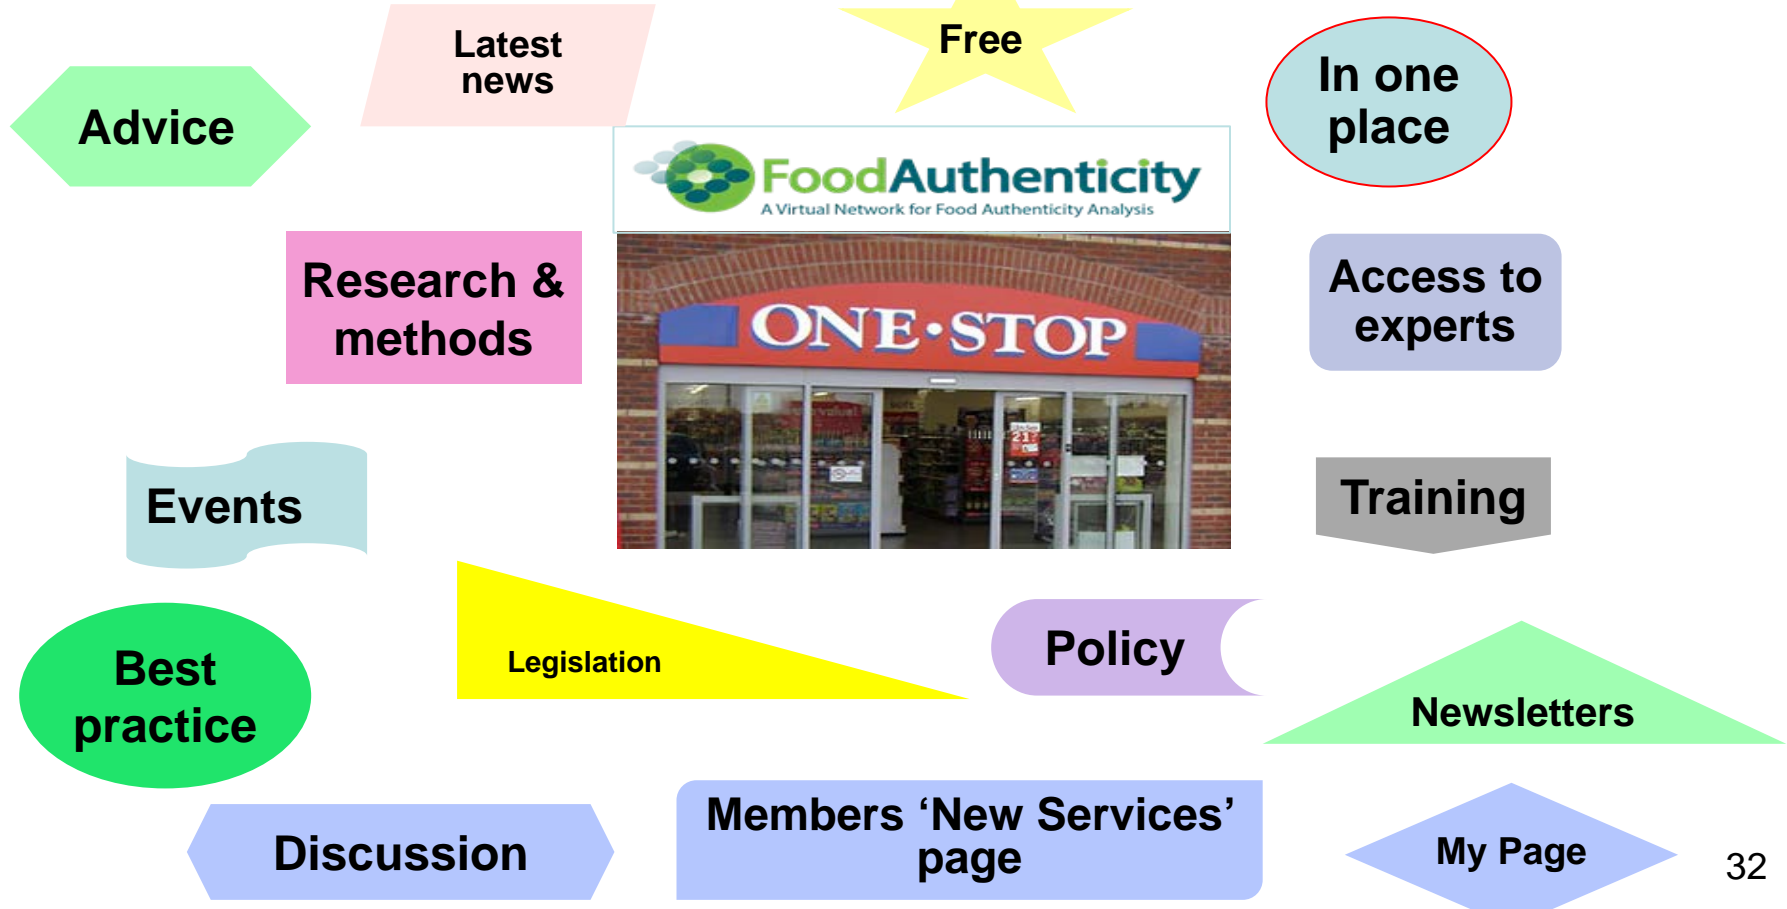 Latest
news
Free
In one
place
Advice
FoodAuthenticity
A Virtual Network for Food Authenticity Analysis
Research &
methods
ONE•STOP
Access to
experts
21
Events
Training
Best
practice
Legislation
Policy
Newsletters
Discussion
Members ‘New Services’
page
My Page
32